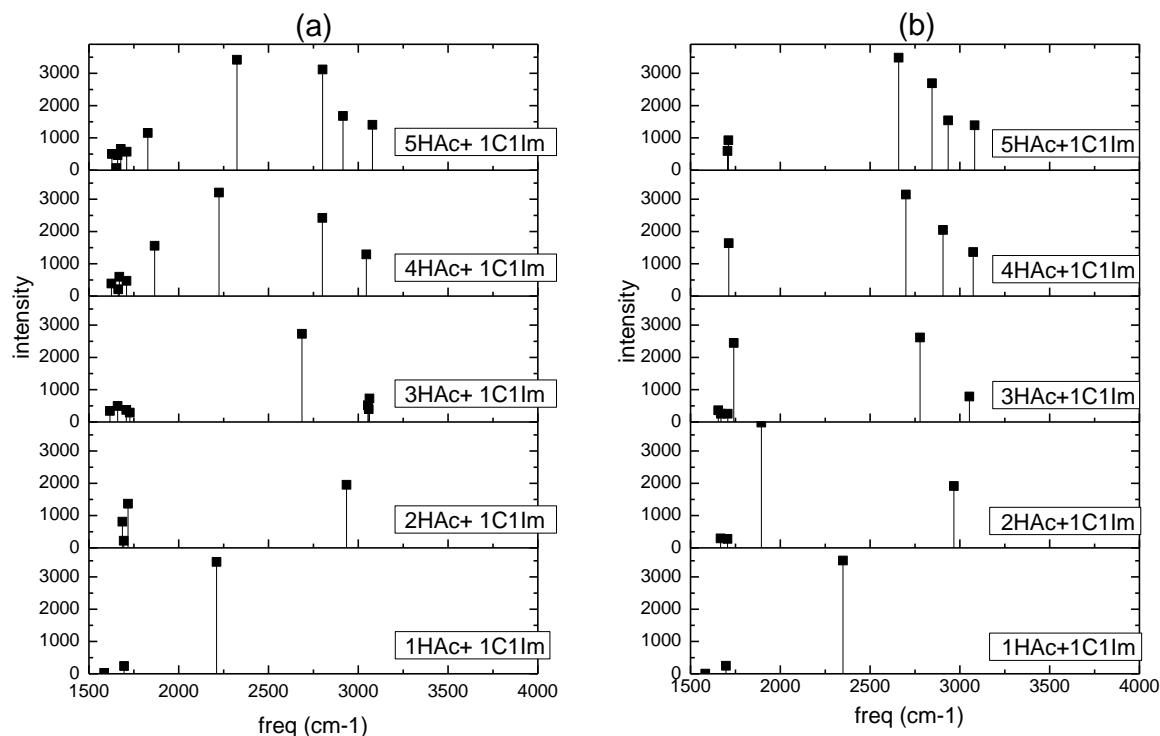 (a)
3000
2000
1000
0
5HAc+ 1C1Im
3000
2000
1000
0
4HAc+ 1C1Im
3000
2000
1000
0
3HAc+ 1C1Im
3000
2000
1000
0
2HAc+ 1C1Im
3000
2000
1000
0
1HAc+ 1C1Im
intensity
1500 2000 2500 3000 3500 4000
freq (cm-1)
(b)
3000
2000
1000
0
5HAc+1C1Im
3000
2000
1000
0
4HAc+1C1Im
3000
2000
1000
0
3HAc+1C1Im
3000
2000
1000
0
2HAc+1C1Im
3000
2000
1000
0
1HAc+1C1Im
intensity
1500 2000 2500 3000 3500 4000
freq (cm-1)